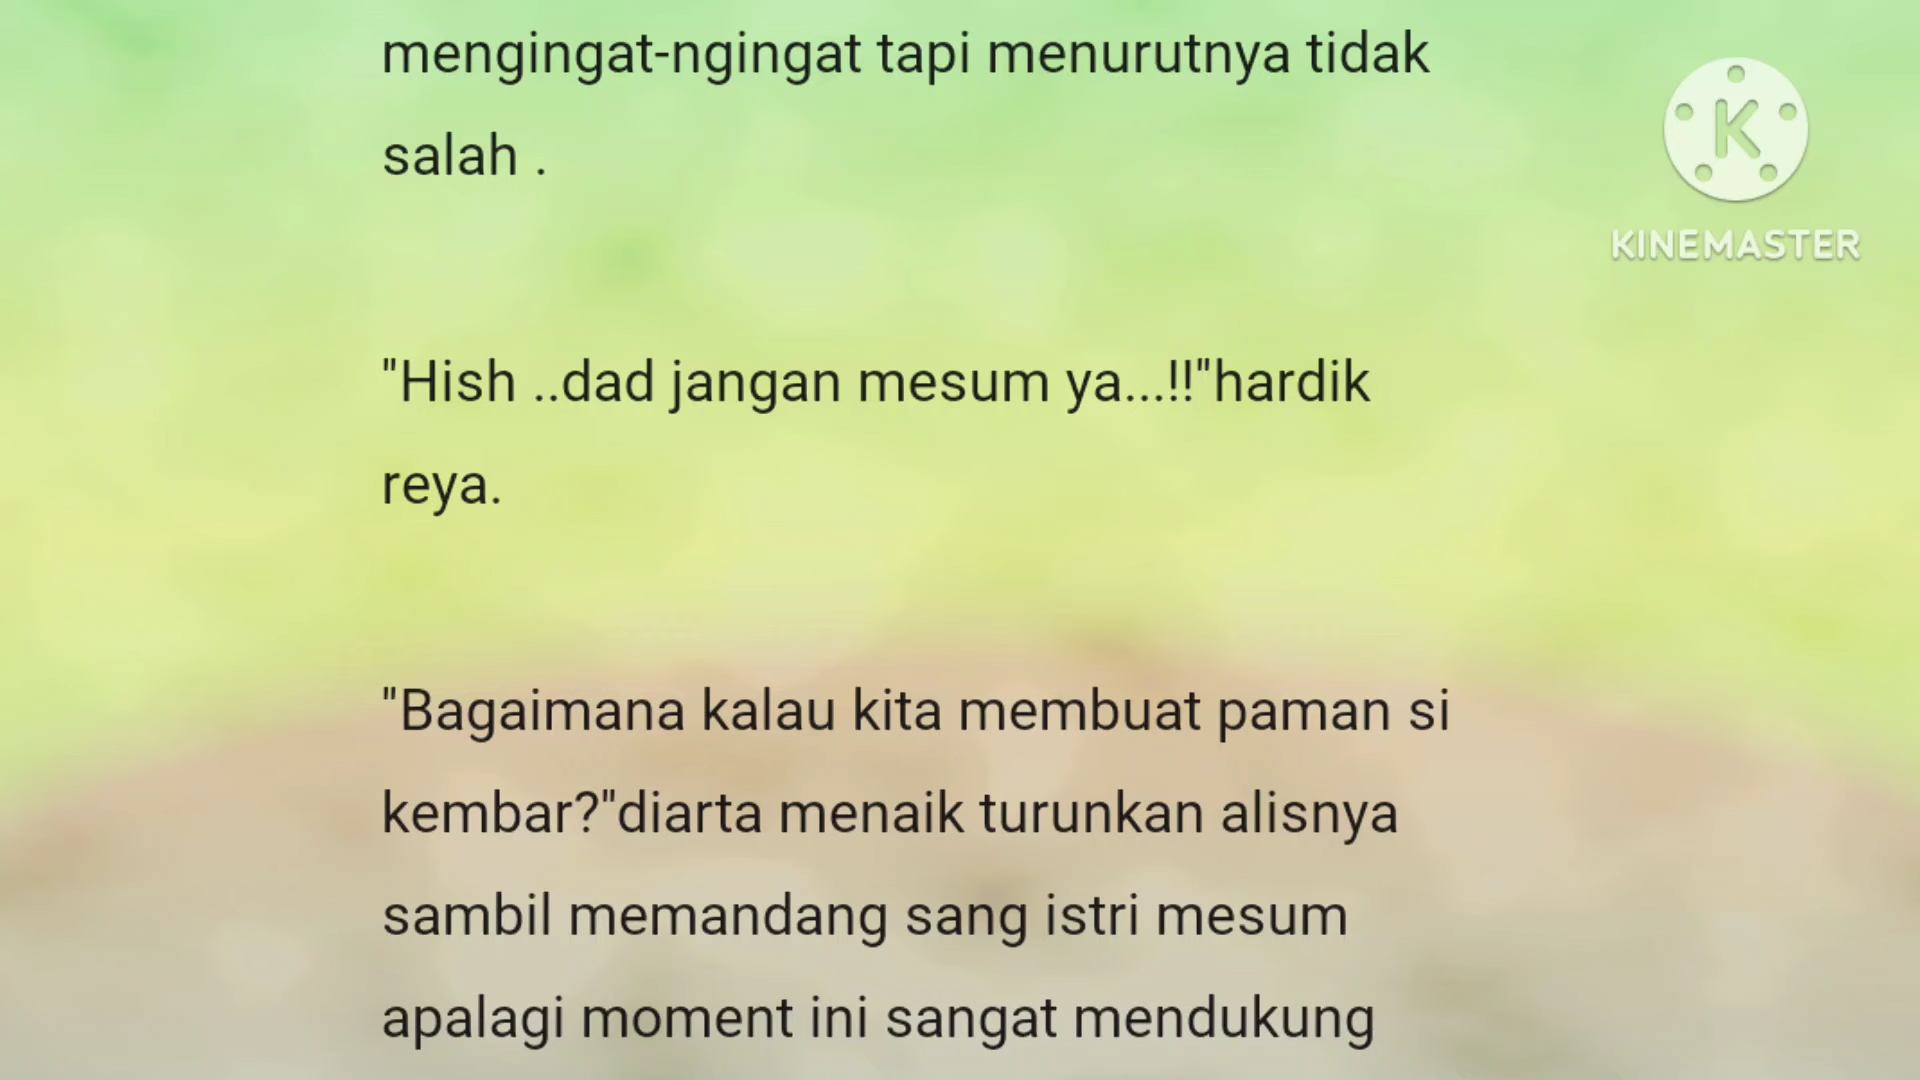 mengingat-ngingat tapi menurutnya tidak
salah .
K
KINEMASTER
"Hish ..dad jangan mesum ya...!!"hardik
reya.
"Bagaimana kalau kita membuat paman si
kembar?"diarta menaik turunkan alisnya
sambil memandang sang istri mesum
apalagi moment ini sangat mendukung